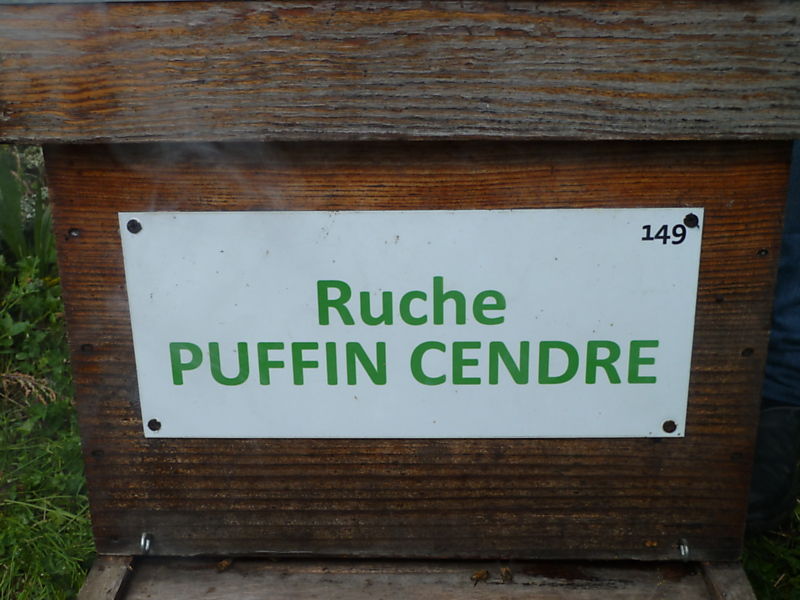 149
Ruche
PUFFIN CENDRE